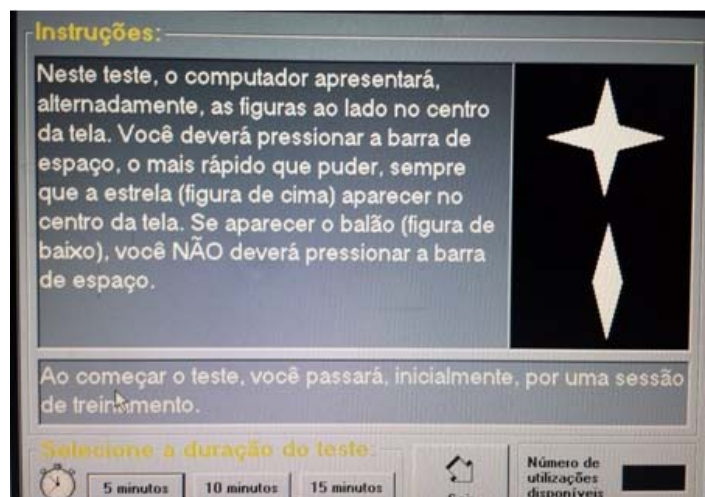 Instruções:
Neste teste, o computador apresentará,
alternadamente, as figuras ao lado no centro
da tela. Você deverá pressionar a barra de
espaço, o mais rápido que puder, sempre
que a estrela (figura de cima) aparecer no
centro da tela. Se aparecer o balão (figura de
baixo), você NÃO deverá pressionar a barra
de espaço.
Ao começar o teste, você passará, inicialmente, por uma sessão
de treinamento.
Selecione a duração do teste:
5 minutos
10 minutos
15 minutos
Número de
utilizações
disponíveis